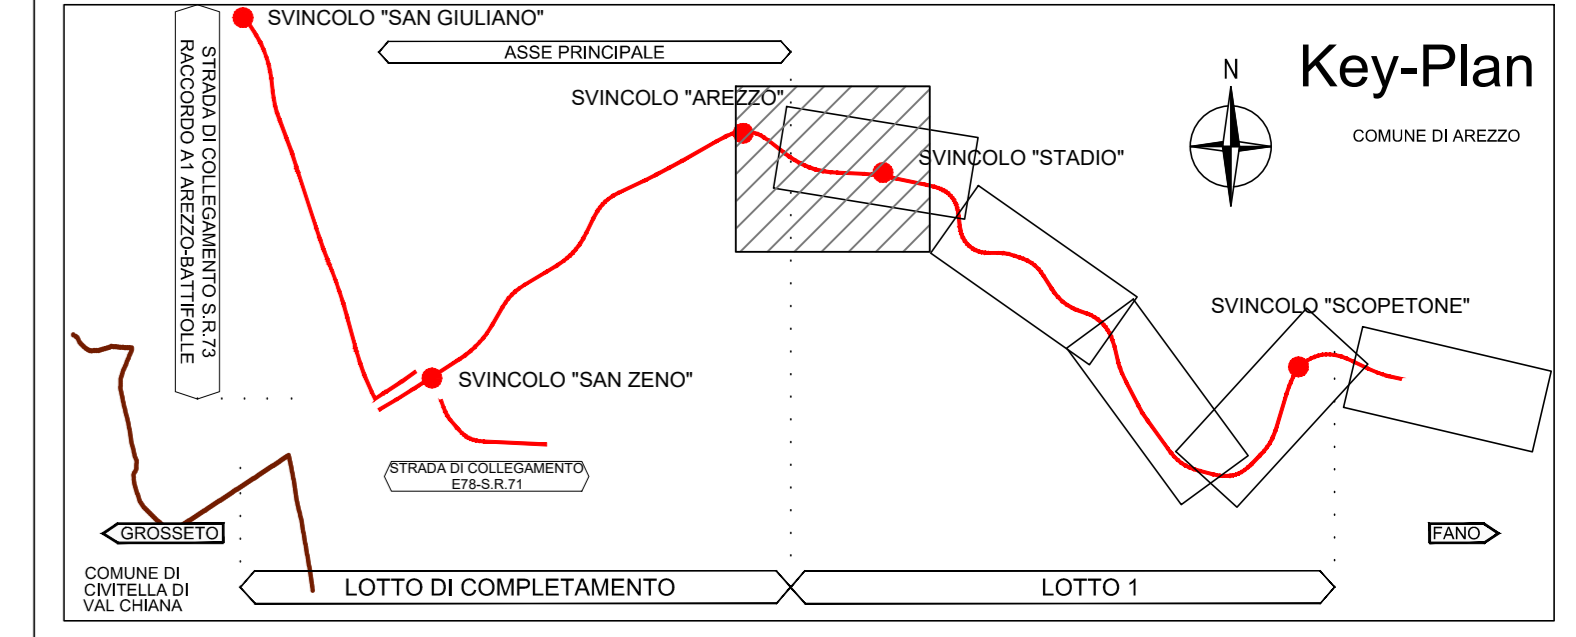 SVINCOLO "SAN GIULIANO"
ASSE PRINCIPALE
Key-Plan
STRADA DI COLLEGAMENTO S.R.73
RACCORDO A1 AREZZO-BATTIFOLLE
SVINCOLO "AREZZO"
N
COMUNE DI AREZZO
SVINCOLO "STADIO"
SVINCOLO "SCOPETONE"
SVINCOLO "SAN ZENO"
STRADA DI COLLEGAMENTO
E78-S.R.71
GROSSETO
FANO
COMUNE DI
CIVITELLA DI
VAL CHIANA
LOTTO DI COMPLETAMENTO
LOTTO 1